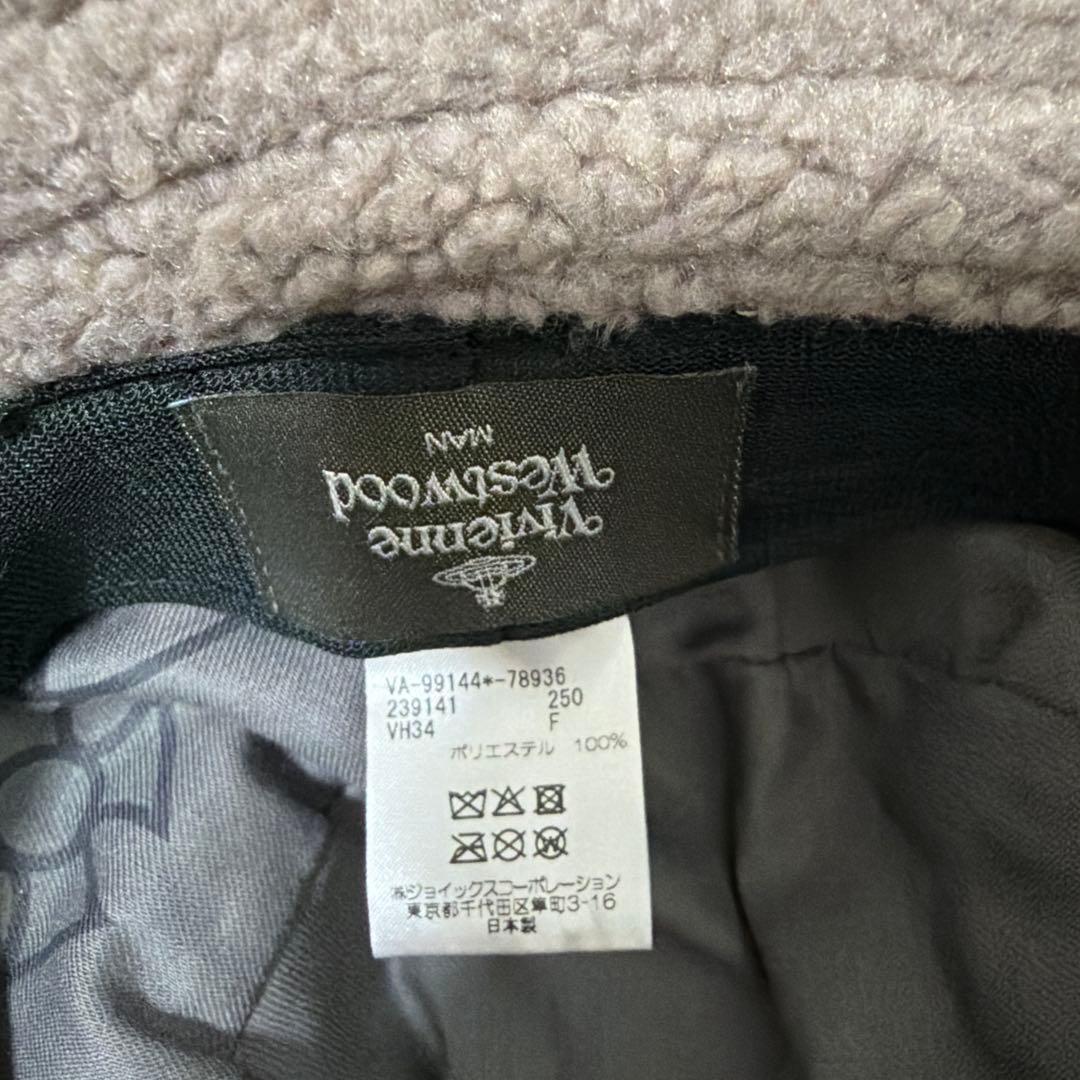 Vivienne
Westwood
MAN
VA-99144*-78936
239141 250
VH34 F
ポリエステル 100%
㈱ジョイックスコーポレーション
東京都千代田区隼町3-16
日本製